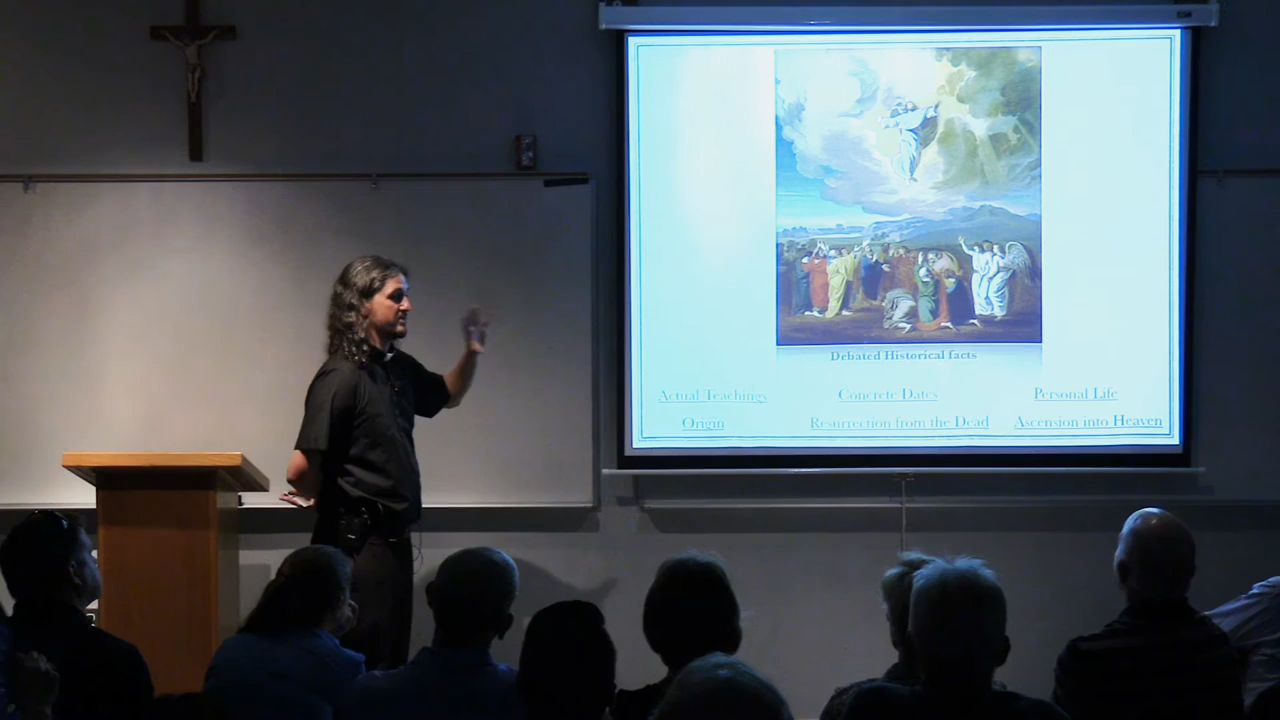 Debated Historical facts
Actual Teachings Concrete Dates Personal Life
Origin Resurrection from the Dead Ascension into Heaven